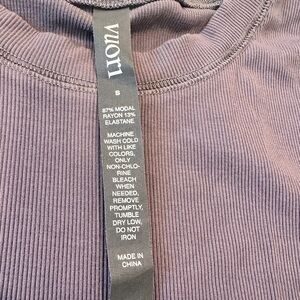 vuori
S
87% MODAL
RAYON 13%
ELASTANE
MACHINE
WASH COLD
WITH LIKE
COLORS,
ONLY
NON-CHLO-
RINE
BLEACH
WHEN
NEEDED,
REMOVE
PROMPTLY,
TUMBLE
DRY LOW,
DO NOT
IRON
MADE IN
CHINA